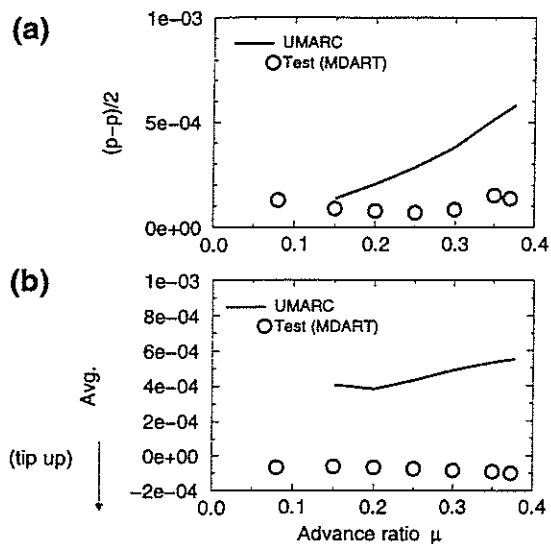 (a)
1e−03
5e−04
0e+00
(p−p)/2
UMARC
Test (MDART)
0.0 0.1 0.2 0.3 0.4
(b)
1e−03
8e−04
6e−04
4e−04
0e+00
−2e−04
Avg.
(tip up)
UMARC
Test (MDART)
0.0 0.1 0.2 0.3 0.4
Advance ratio μ